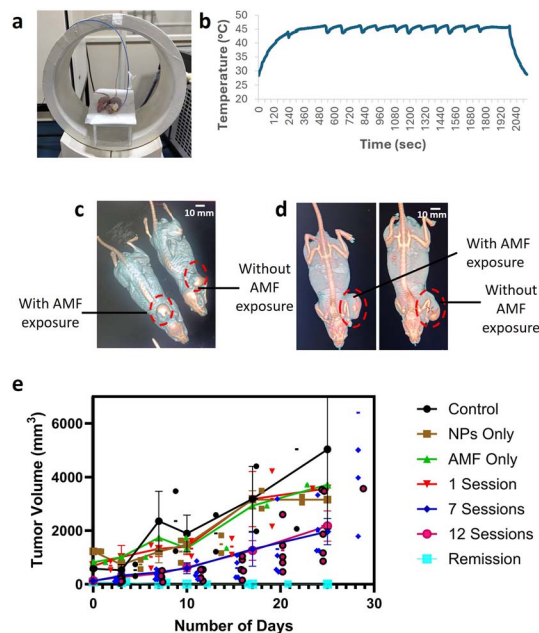 a
b
Temperature (°C)
50
45
40
35
30
25
20
0
120
240
360
480
600
720
840
960
1080
1200
1320
1440
1560
1680
1800
1920
2040
Time (sec)
c
10 mm
With AMF
exposure
Without
AMF
exposure
d
10 mm
With AMF
exposure
Without
AMF
exposure
e
Tumor Volume (mm³)
6000
4000
2000
0
0
10
20
30
Number of Days
Control
NPs Only
AMF Only
1 Session
7 Sessions
12 Sessions
Remission